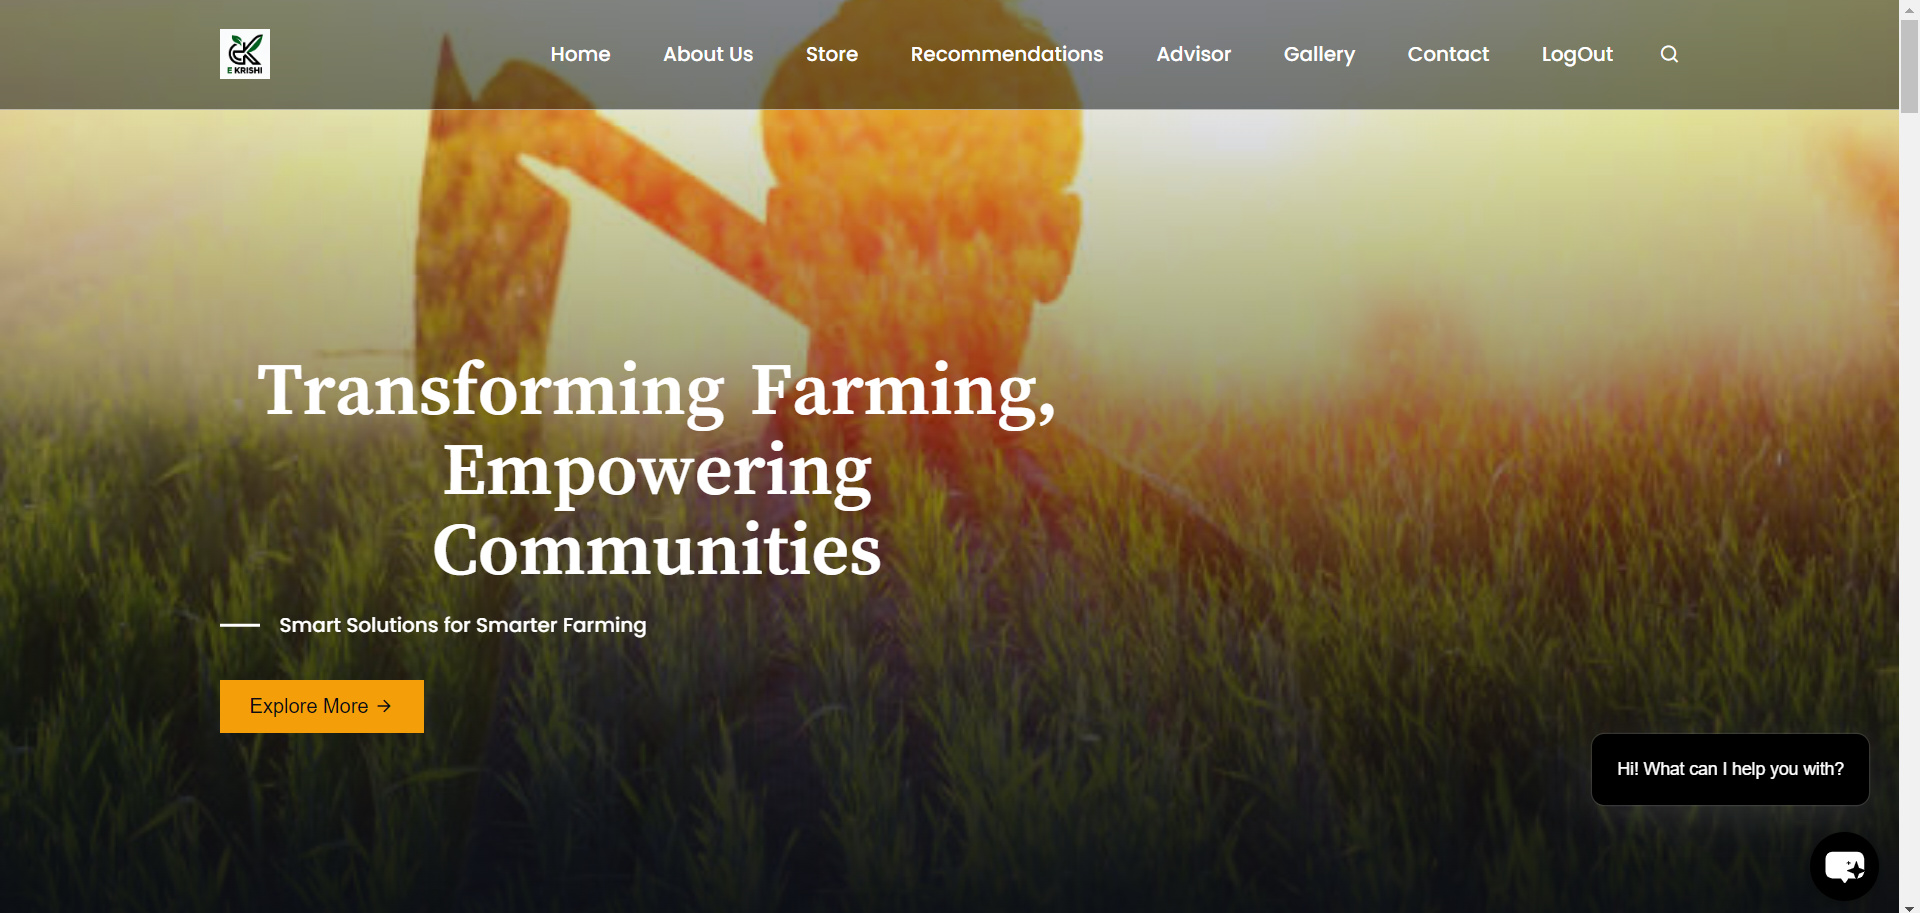 E KRISHI
Home About Us Store Recommendations Advisor Gallery Contact LogOut
Transforming Farming,
Empowering
Communities
Smart Solutions for Smarter Farming
Explore More →
Hi! What can I help you with?